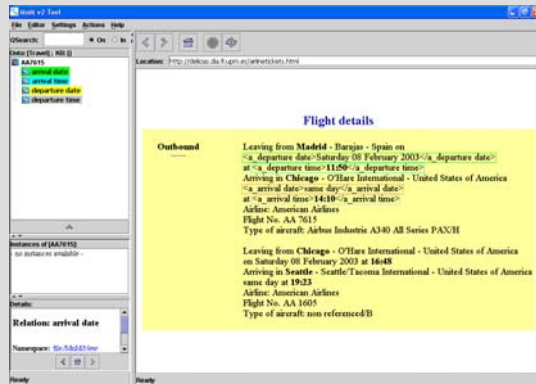 OntoMat v2 Tool
File Editor Settings Actions Help
QSearch: On In
Onto: [Travel] ; KB: []
AA7615
arrival date
arrival time
departure date
departure time
Instances of [AA7615]:
- no instances available -
Details:
Relation: arrival date
Namespace:
Ready
Location: http://delicias.dia.fi.upm.es/airlinetickets.html
Flight details
Outbound
Leaving from Madrid - Barajas - Spain on
<a_departure date>Saturday 08 February 2003</a_departure date>
at <a_departure time>11:50</a_departure time>
Arriving in Chicago - O'Hare International - United States of America
<a_arrival date>same day</a_arrival date>
at <a_arrival time>14:10</a_arrival time>
Airline: American Airlines
Flight No. AA 7615
Type of aircraft: Airbus Industrie A340 All Series PAX/H
Leaving from Chicago - O'Hare International - United States of America
on Saturday 08 February 2003 at 16:48
Arriving in Seattle - Seattle/Tacoma International - United States of America
same day at 19:23
Airline: American Airlines
Flight No. AA 1605
Type of aircraft: non referenced/B
Ready